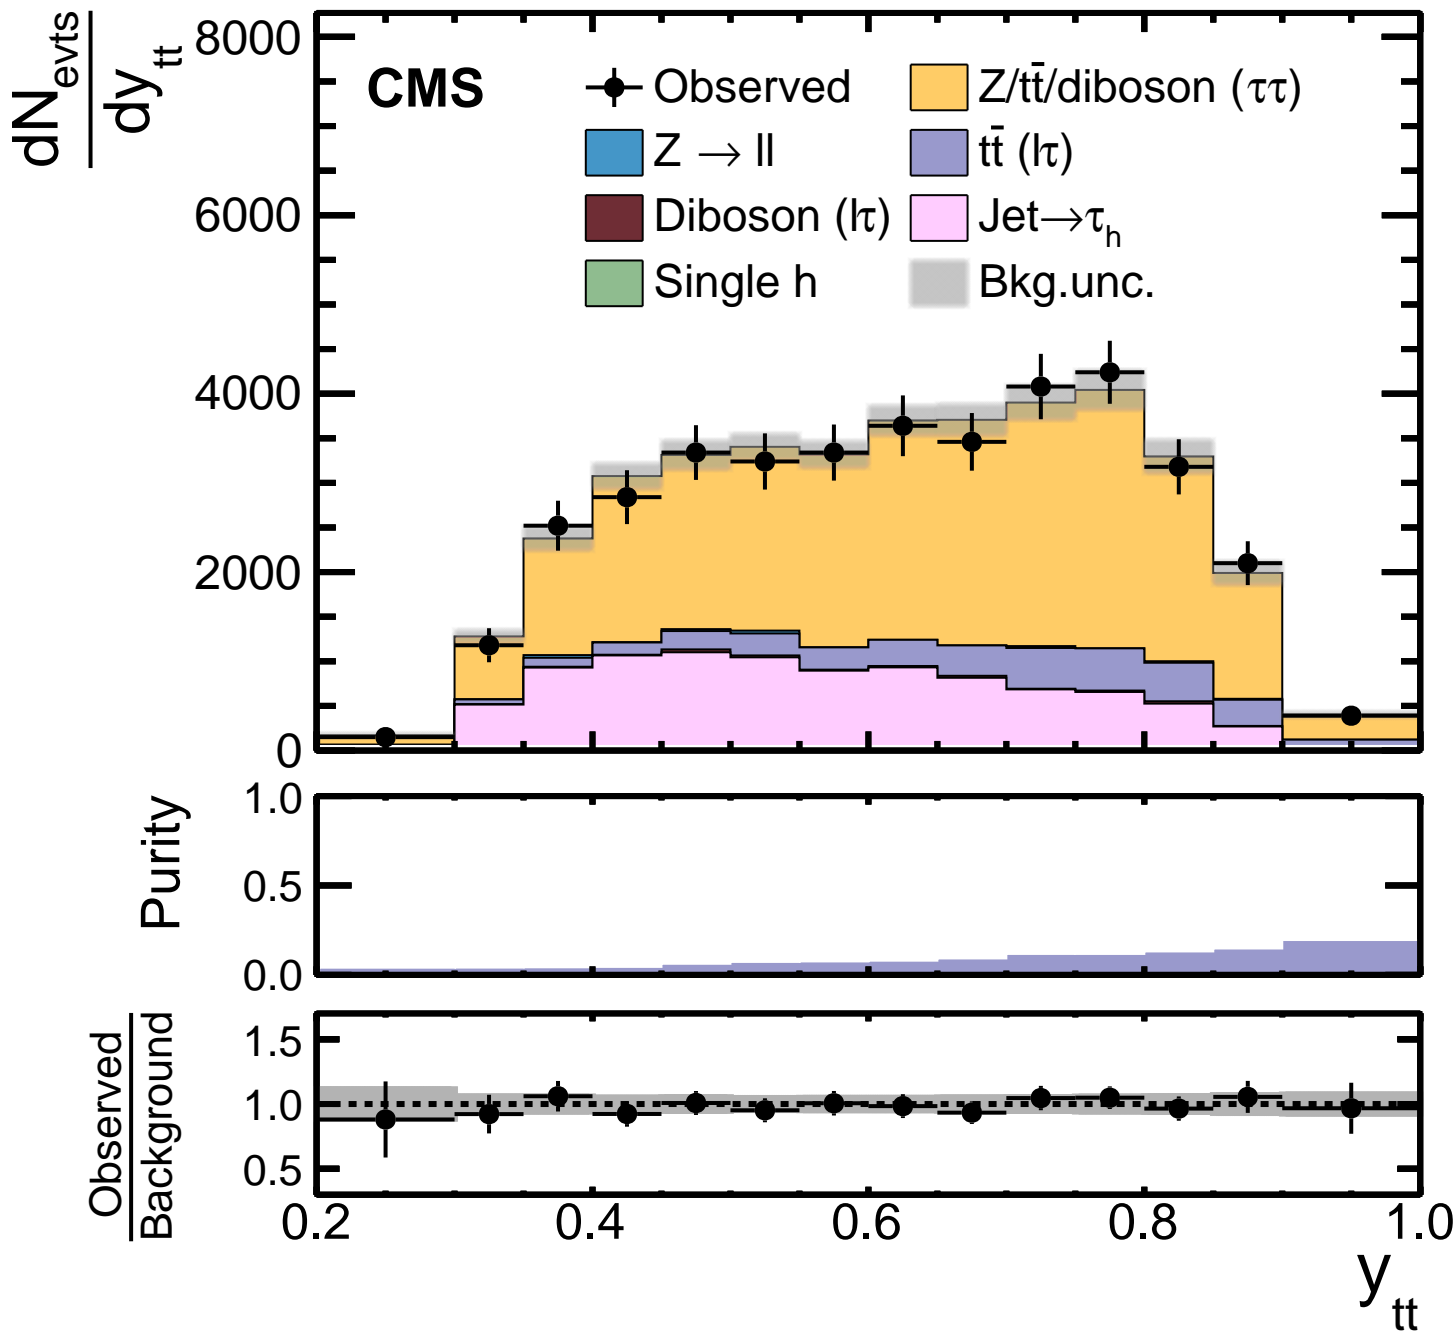 dN_evts
dy_tt
8000
6000
4000
2000
0
CMS
Observed
Z/tt̄/diboson (ττ)
Z → ll
tt̄ (lτ)
Diboson (lτ)
Jet→τ_h
Single h
Bkg.unc.
Purity
1.0
0.5
0.0
Observed
Background
1.5
1.0
0.5
0.2 0.4 0.6 0.8 1.0
y_tt